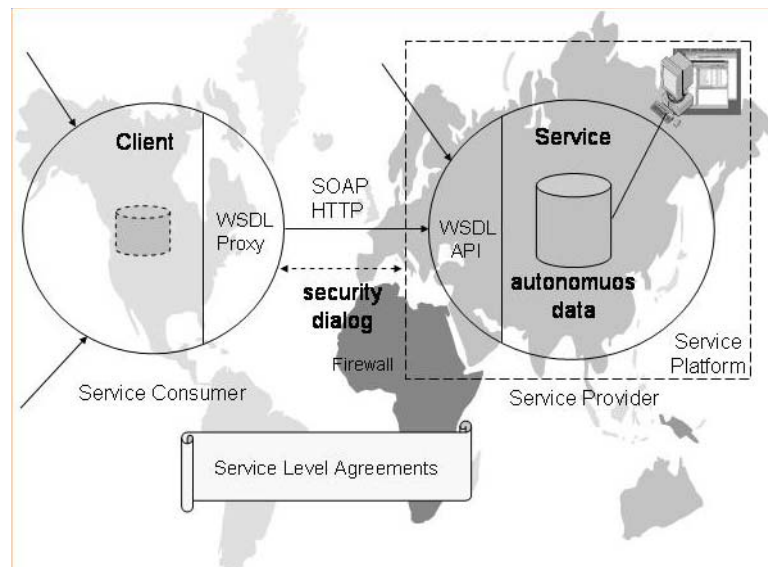 Client
WSDL
Proxy
SOAP
HTTP
security
dialog
Service
WSDL
API
autonomuos
data
Firewall
Service
Platform
Service Consumer
Service Provider
Service Level Agreements